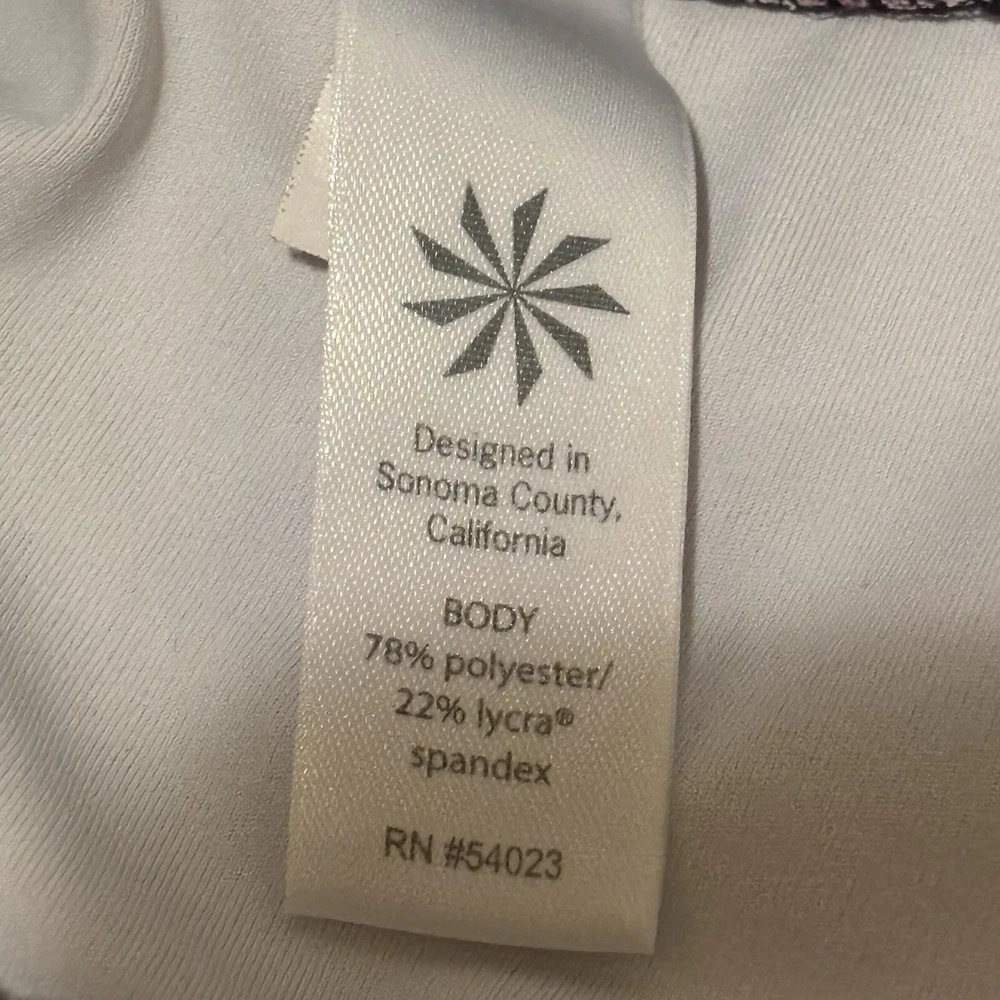 Designed in
Sonoma County,
California
BODY
78% polyester/
22% lycra®
spandex
RN #54023